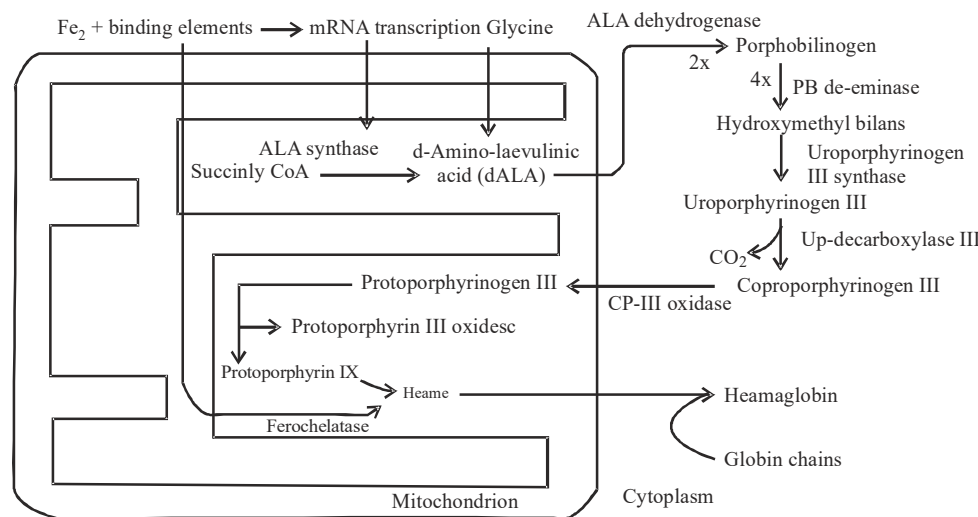 ALA dehydrogenase
Fe2 + binding elements → mRNA transcription Glycine
Porphobilinogen
2x
4x
PB de-eminase
Hydroxymethyl bilans
ALA synthase
d-Amino-laevulinic
Succinly CoA
acid (dALA)
Uroporphyrinogen
III synthase
Uroporphyrinogen III
Up-decarboxylase III
CO2
Protoporphyrinogen III
Coproporphyrinogen III
CP-III oxidase
Protoporphyrin III oxidesc
Protoporphyrin IX
Heame
Heamaglobin
Ferochelatase
Globin chains
Mitochondrion
Cytoplasm